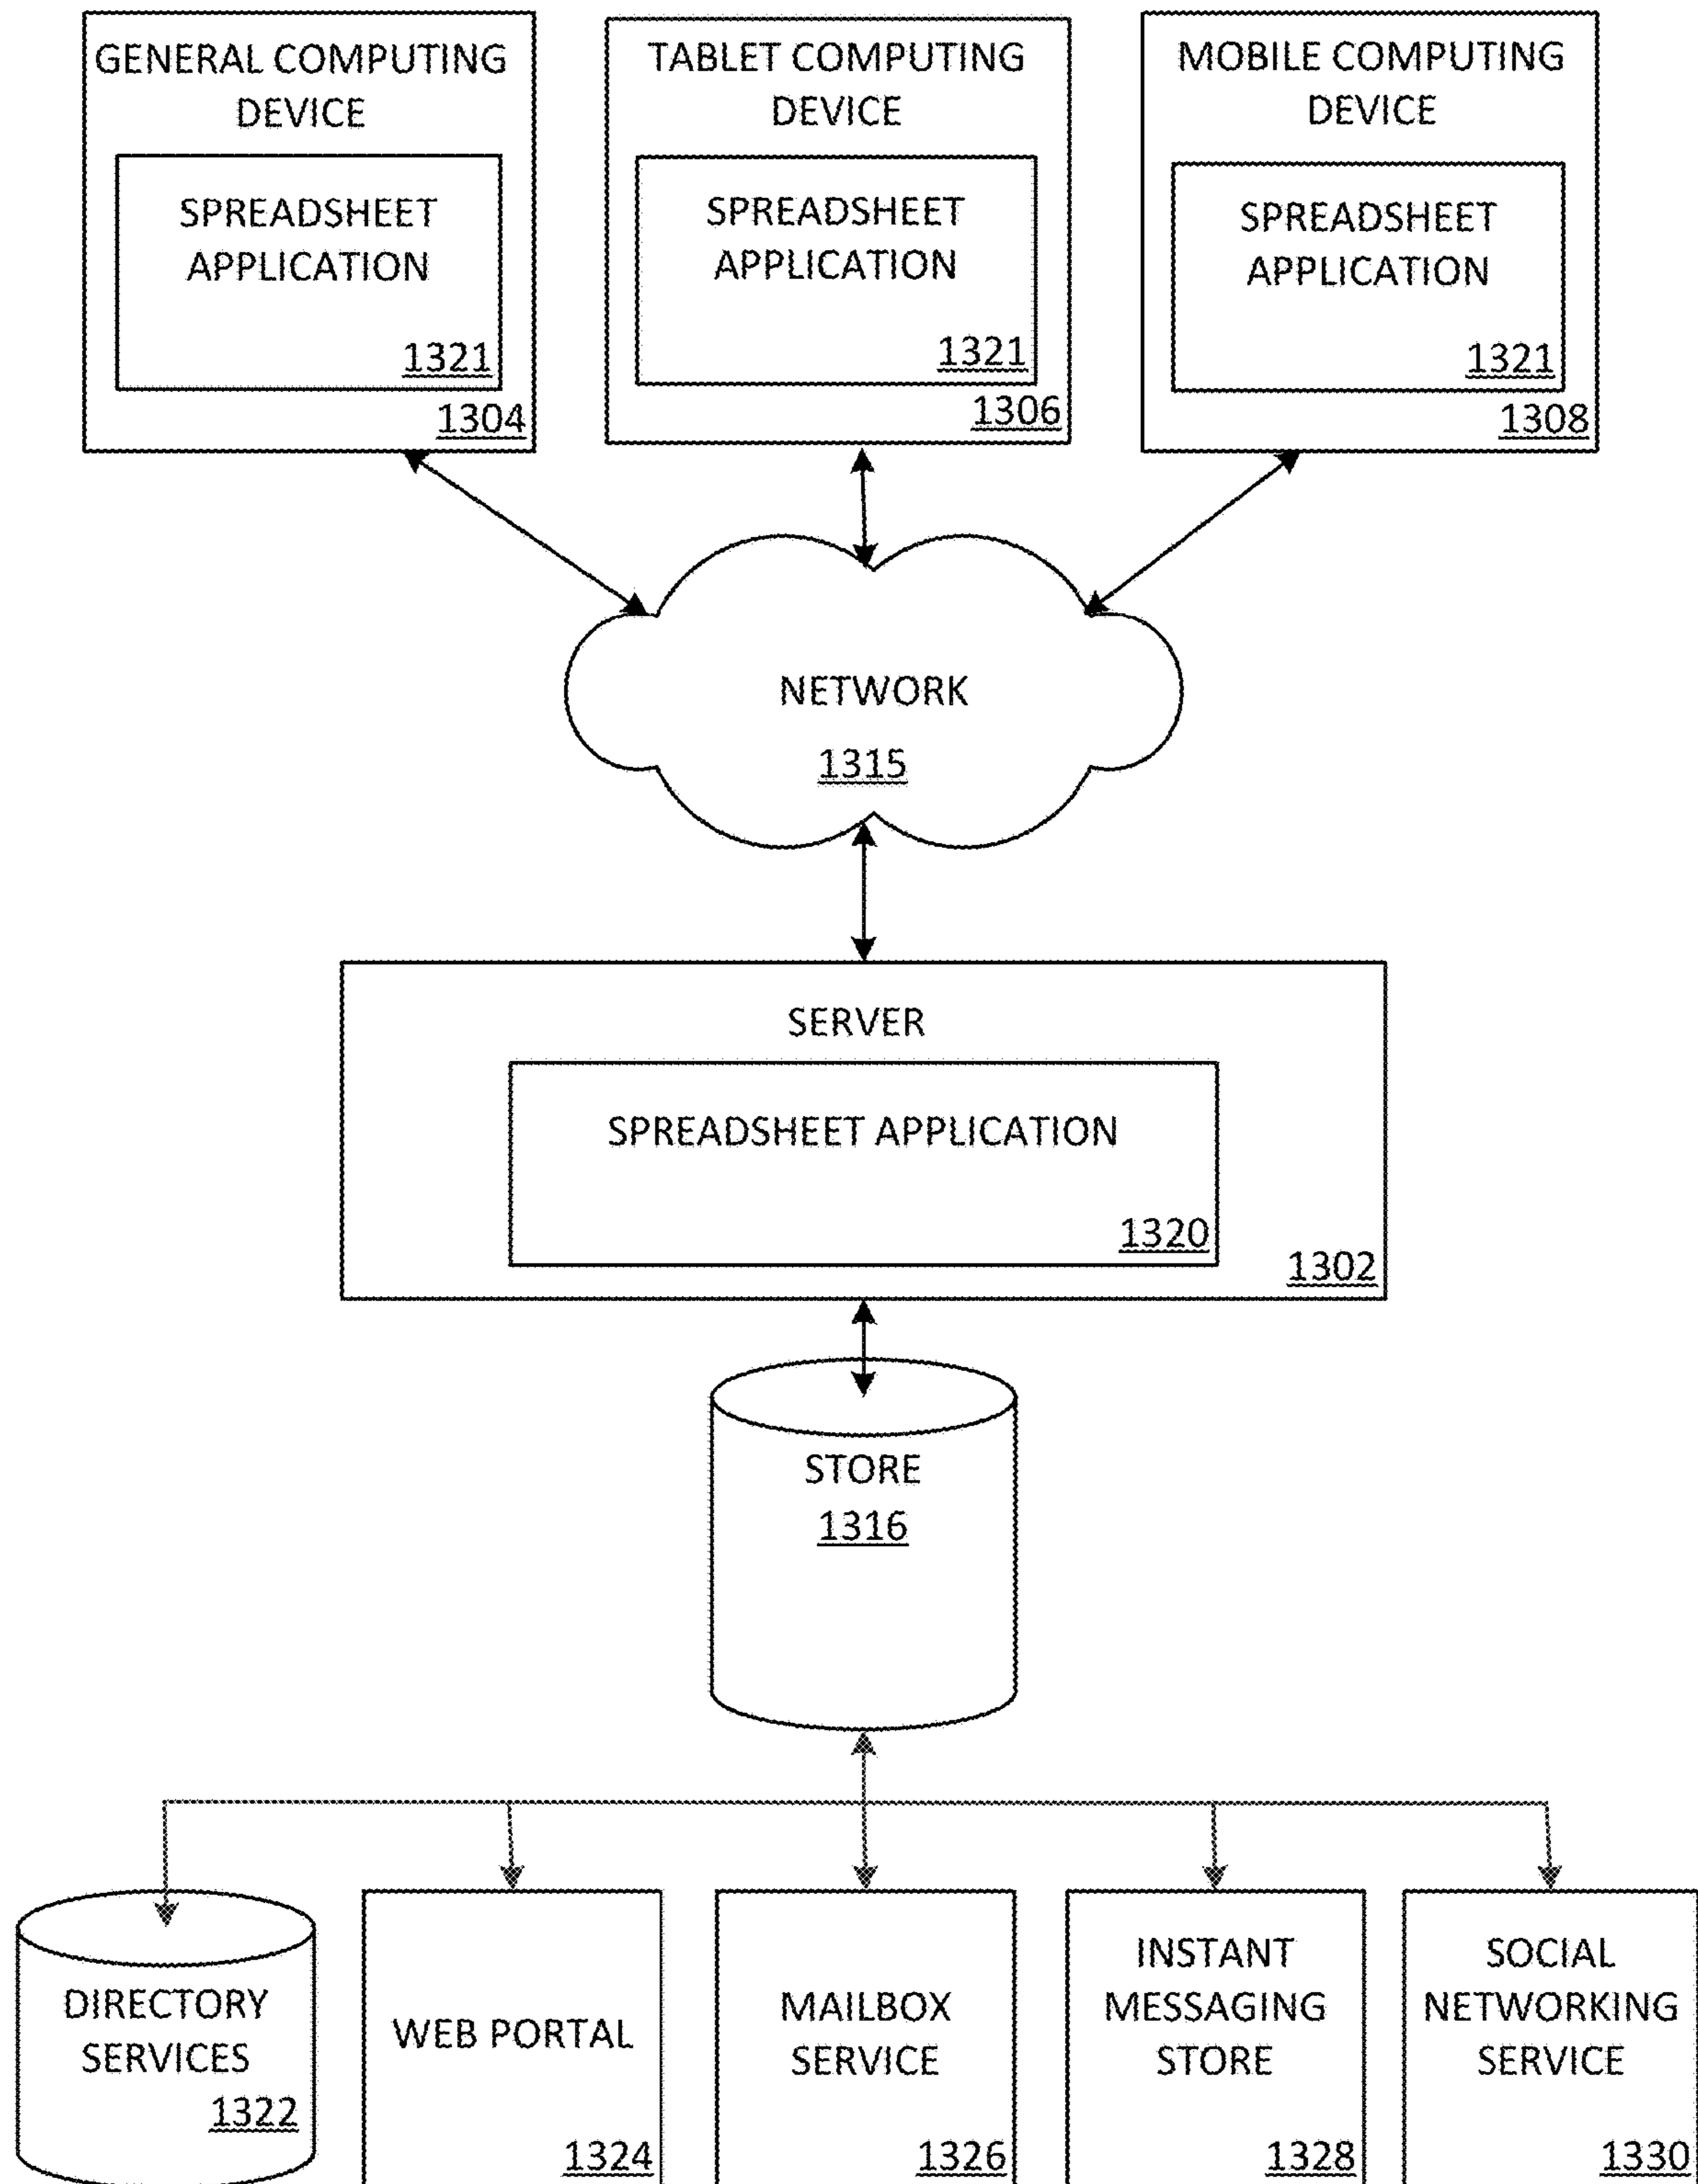 GENERAL COMPUTING
DEVICE
SPREADSHEET
APPLICATION
1321
1304
TABLET COMPUTING
DEVICE
SPREADSHEET
APPLICATION
1321
1306
MOBILE COMPUTING
DEVICE
SPREADSHEET
APPLICATION
1321
1308
NETWORK
1315
SERVER
SPREADSHEET APPLICATION
1320
1302
STORE
1316
DIRECTORY
SERVICES
1322
WEB PORTAL
1324
MAILBOX
SERVICE
1326
INSTANT
MESSAGING
STORE
1328
SOCIAL
NETWORKING
SERVICE
1330